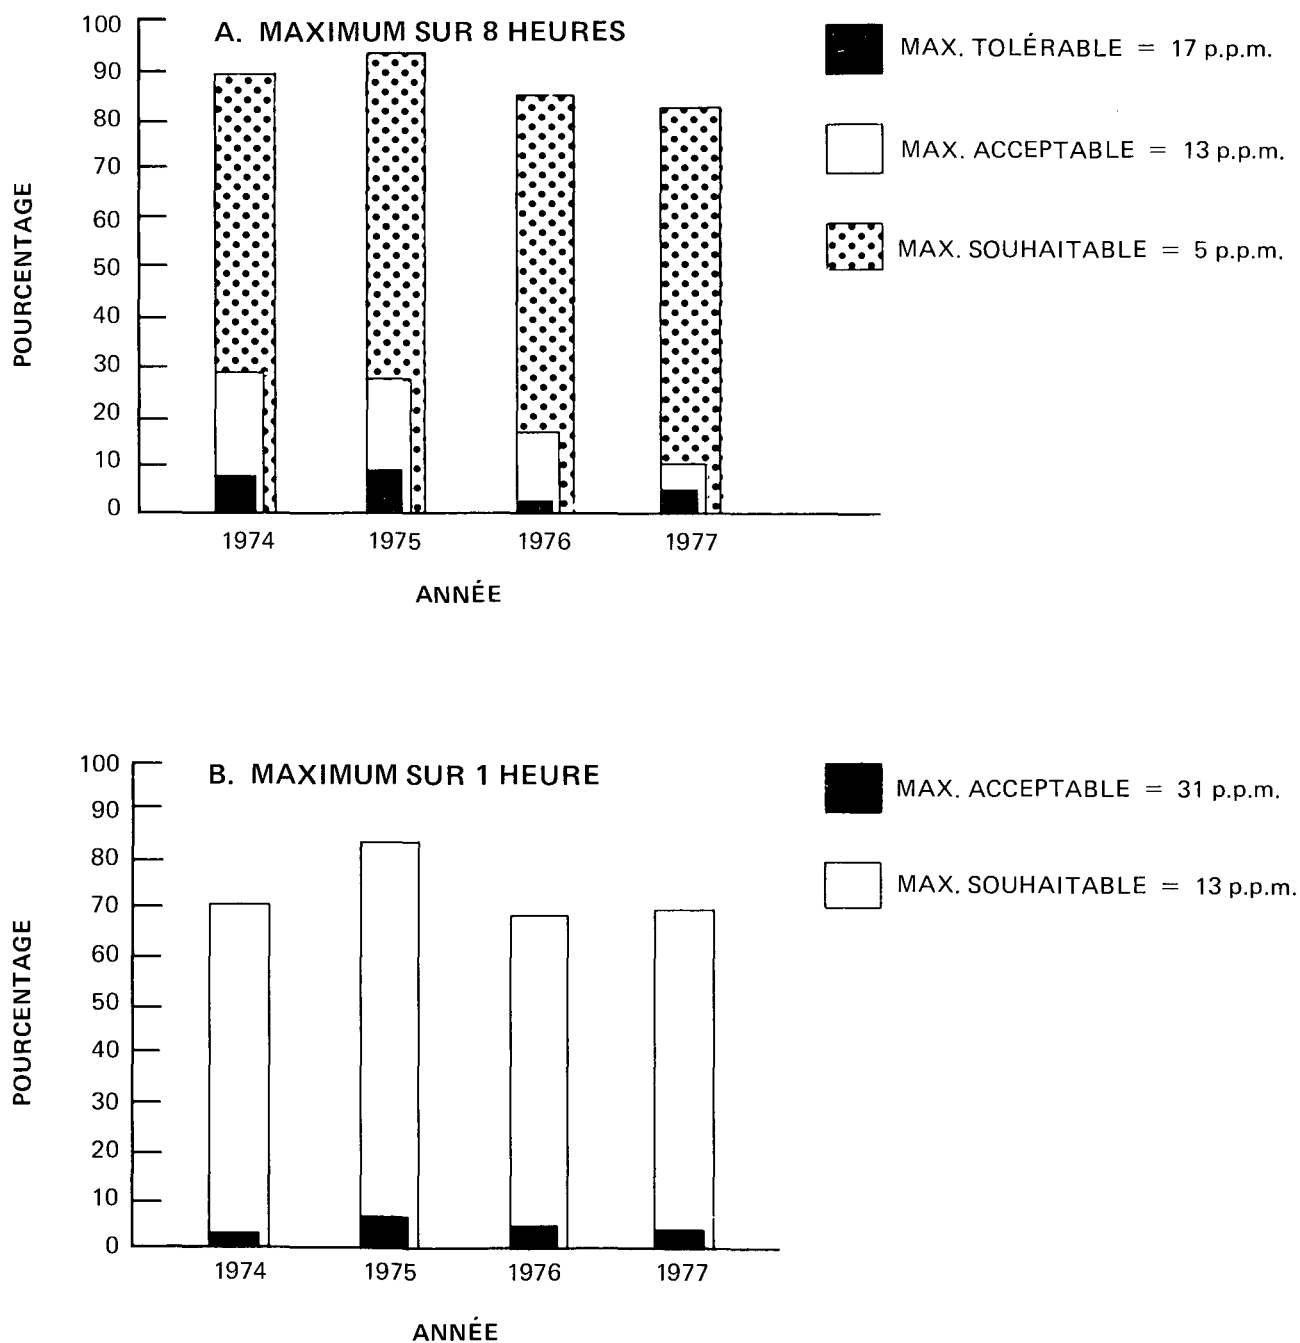 A. MAXIMUM SUR 8 HEURES
POURCENTAGE
100
90
80
70
60
50
40
30
20
10
0
1974 1975 1976 1977
ANNÉE
MAX. TOLÉRABLE = 17 p.p.m.
MAX. ACCEPTABLE = 13 p.p.m.
MAX. SOUHAITABLE = 5 p.p.m.
B. MAXIMUM SUR 1 HEURE
POURCENTAGE
100
90
80
70
60
50
40
30
20
10
0
1974 1975 1976 1977
ANNÉE
MAX. ACCEPTABLE = 31 p.p.m.
MAX. SOUHAITABLE = 13 p.p.m.